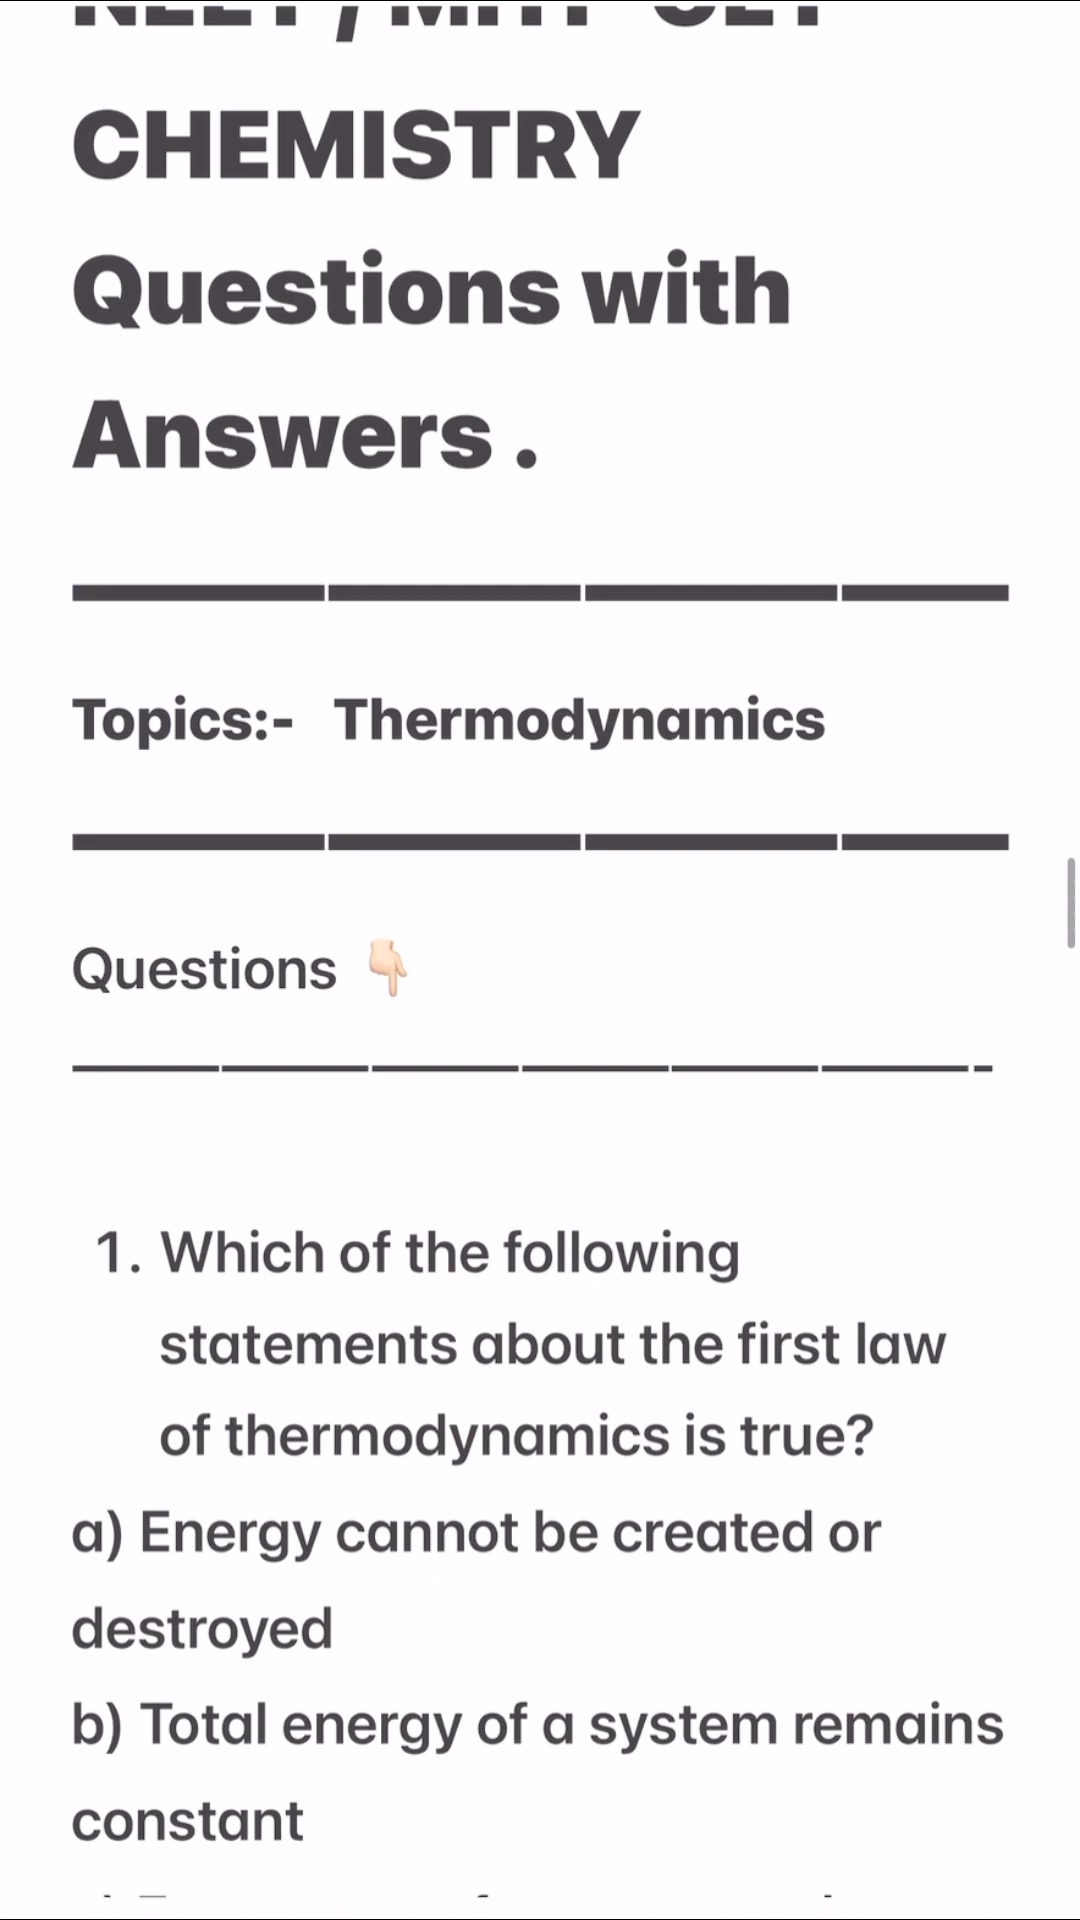 CHEMISTRY
Questions with
Answers .
Topics:- Thermodynamics
Questions 👇🏻
1. Which of the following
statements about the first law
of thermodynamics is true?
a) Energy cannot be created or
destroyed
b) Total energy of a system remains
constant